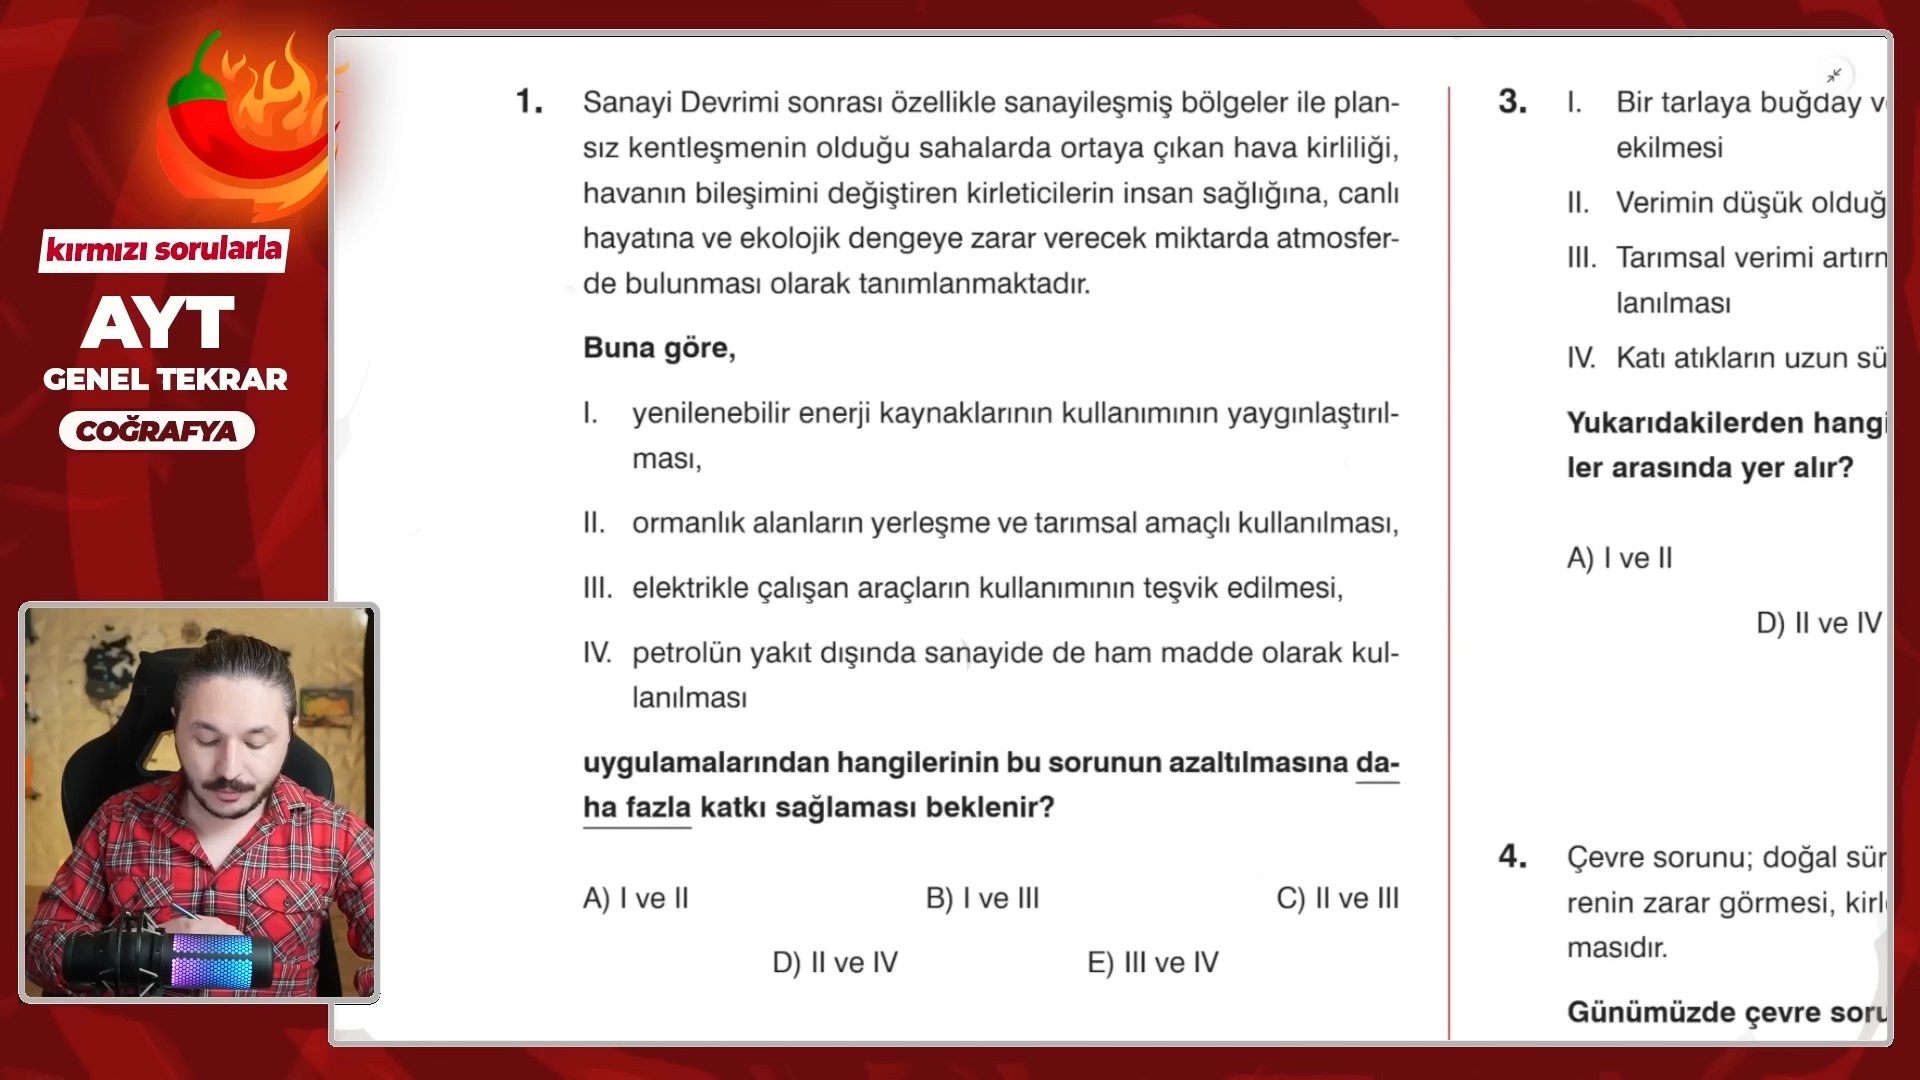 kırmızı sorularla
AYT
GENEL TEKRAR
COĞRAFYA
1. Sanayi Devrimi sonrası özellikle sanayileşmiş bölgeler ile plan-
sız kentleşmenin olduğu sahalarda ortaya çıkan hava kirliliği,
havanın bileşimini değiştiren kirleticilerin insan sağlığına, canlı
hayatına ve ekolojik dengeye zarar verecek miktarda atmosfer-
de bulunması olarak tanımlanmaktadır.
Buna göre,
I. yenilenebilir enerji kaynaklarının kullanımının yaygınlaştırıl-
ması,
II. ormanlık alanların yerleşme ve tarımsal amaçlı kullanılması,
III. elektrikle çalışan araçların kullanımının teşvik edilmesi,
IV. petrolün yakıt dışında sanayide de ham madde olarak kul-
lanılması
uygulamalarından hangilerinin bu sorunun azaltılmasına da-
ha fazla katkı sağlaması beklenir?
A) I ve II B) I ve III C) II ve III
D) II ve IV E) III ve IV
3. I. Bir tarlaya buğday
ekilmesi
II. Verimin düşük
III. Tarımsal verimi
lanılması
IV. Katı atıkların uzun
Yukarıdakilerden
ler arasında yer alır?
A) I ve II
D) II ve IV
4. Çevre sorunu; doğal
renin zarar görmesi,
masıdır.
Günümüzde çevre